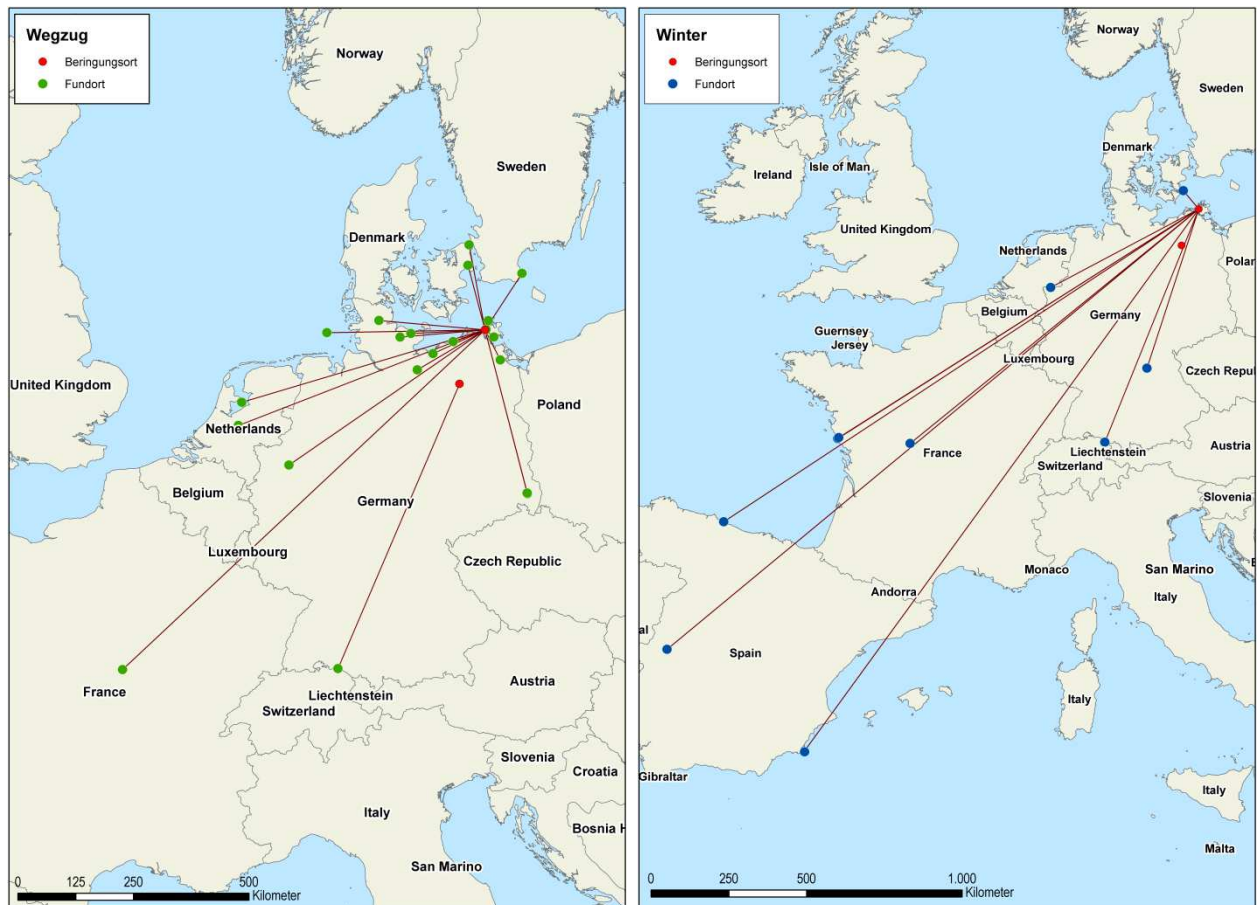 Wegzug
Beringungsort
Fundort
Norway
Sweden
Denmark
United Kingdom
Poland
Netherlands
Belgium
Germany
Luxembourg
Czech Republic
France
Austria
Liechtenstein
Switzerland
Slovenia
Croatia
Italy
Bosnia H
San Marino
0 125 250 500
Kilometer
Winter
Beringungsort
Fundort
Norway
Sweden
Denmark
Ireland
Isle of Man
United Kingdom
Netherlands
Polan
Belgium
Germany
Guernsey
Jersey
Luxembourg
Czech Repub
France
Liechtenstein
Austria
Switzerland
Slovenia
Monaco
San Marino
Andorra
Italy
al
Spain
Italy
Gibraltar
Italy
Malta
0 250 500 1.000
Kilometer